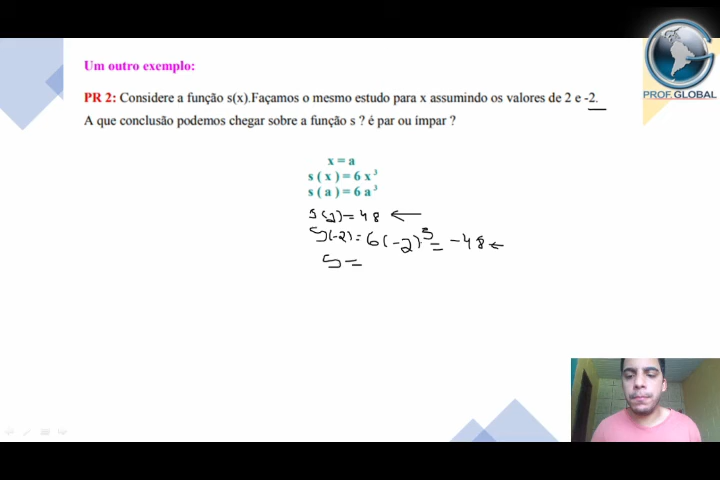 PROF.GLOBAL
Um outro exemplo:
PR 2: Considere a função s(x).Façamos o mesmo estudo para x assumindo os valores de 2 e -2.
A que conclusão podemos chegar sobre a função s ? é par ou ímpar ?
x = a
s ( x ) = 6 x³
s ( a ) = 6 a³
s(2) = 48 ←
S(-2) = 6(-2)³ = -48 ←
S =